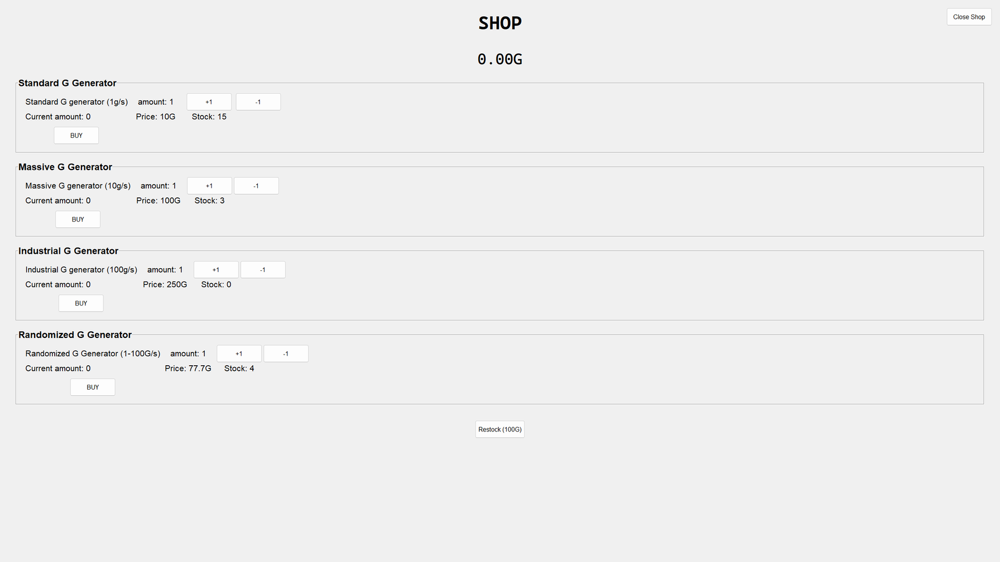 SHOP
Close Shop
0.00G
Standard G Generator
Standard G generator (1g/s) amount: 1 +1 -1
Current amount: 0 Price: 10G Stock: 15
BUY
Massive G Generator
Massive G generator (10g/s) amount: 1 +1 -1
Current amount: 0 Price: 100G Stock: 3
BUY
Industrial G Generator
Industrial G generator (100g/s) amount: 1 +1 -1
Current amount: 0 Price: 250G Stock: 0
BUY
Randomized G Generator
Randomized G Generator (1-100G/s) amount: 1 +1 -1
Current amount: 0 Price: 77.7G Stock: 4
BUY
Restock (100G)